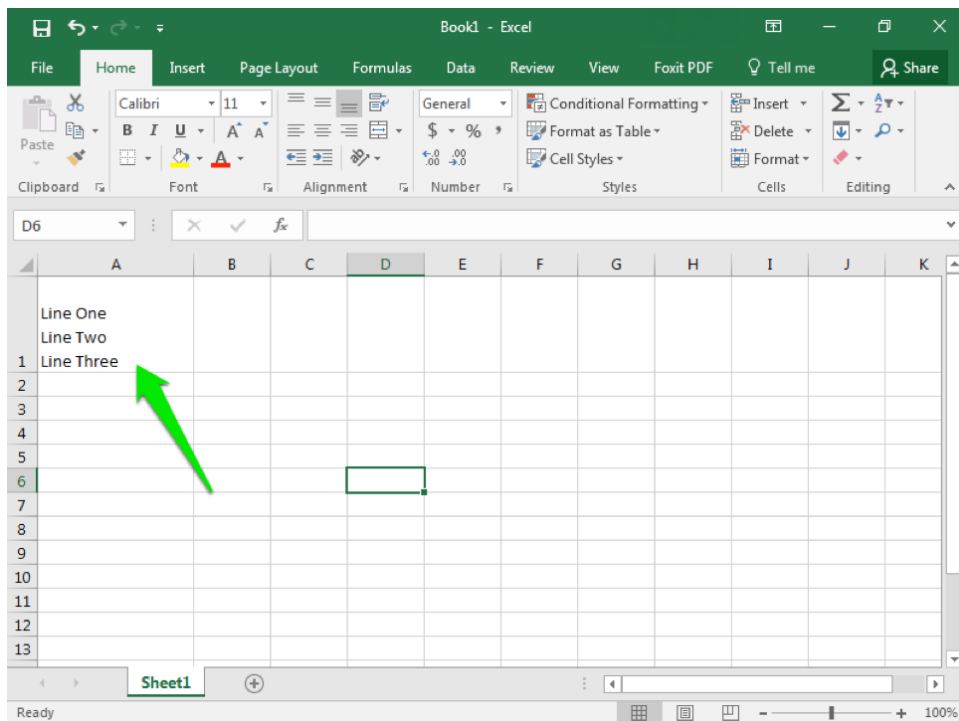 Book1 - Excel
File Home Insert Page Layout Formulas Data Review View Foxit PDF Tell me Share
Calibri 11 General Conditional Formatting Insert
Paste B I U A A $ % , Format as Table Delete
A .00 .0 Cell Styles Format
Clipboard Font Alignment Number Styles Cells Editing
D6 fx
A B C D E F G H I J K
Line One
Line Two
1 Line Three
2
3
4
5
6
7
8
9
10
11
12
13
Sheet1
Ready 100%